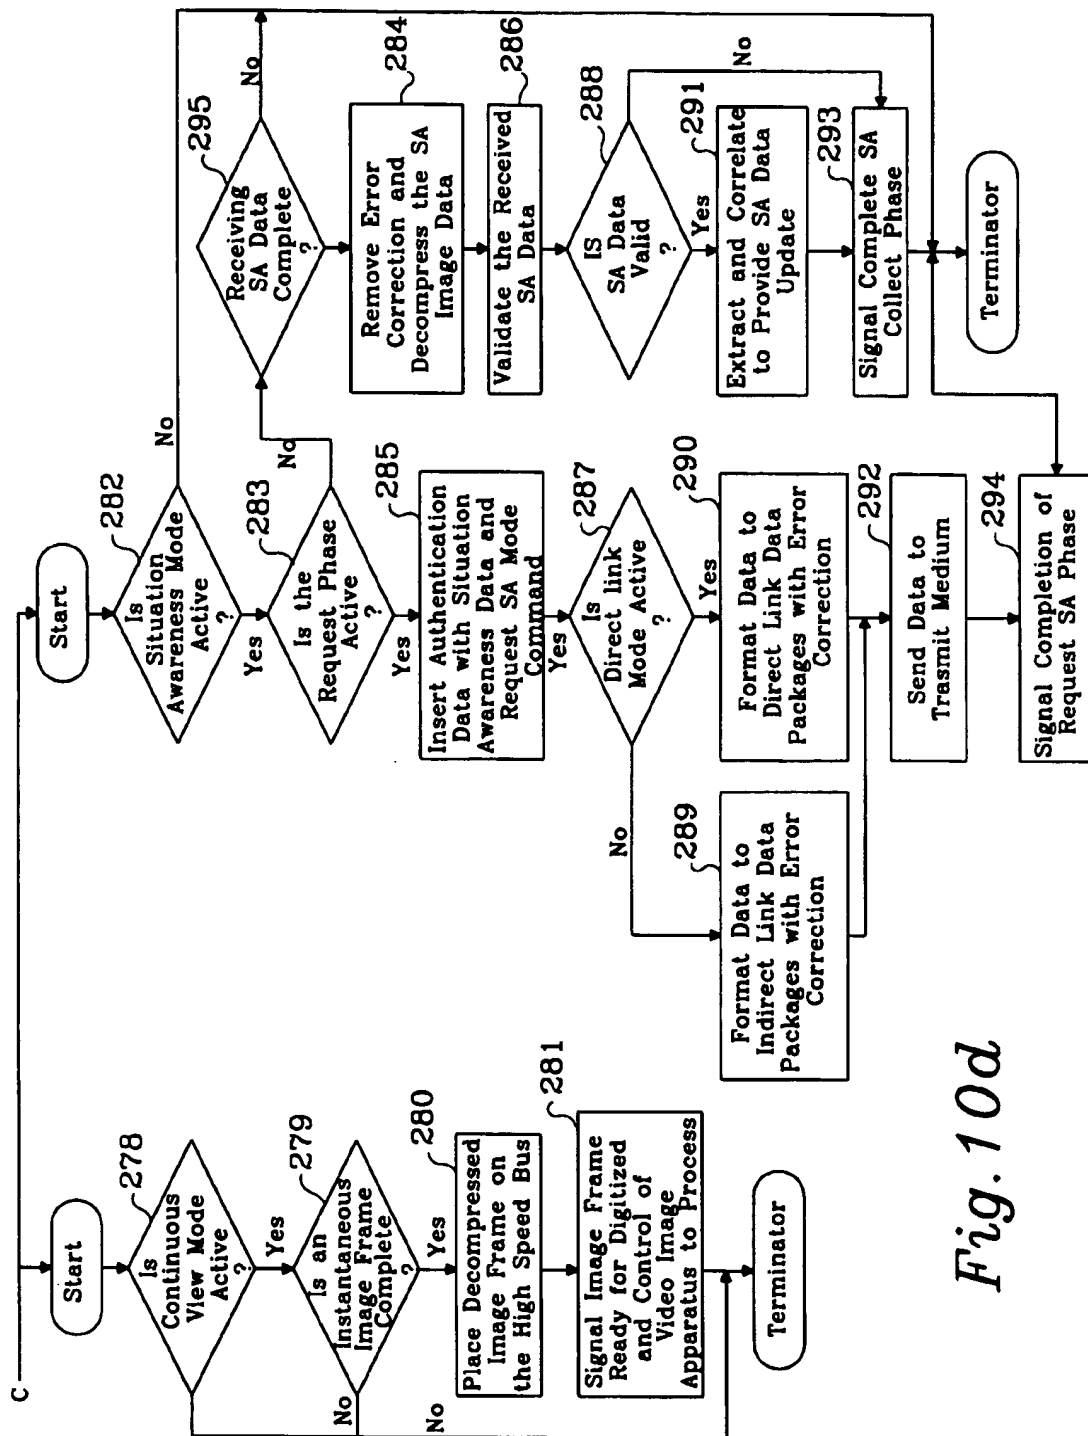 C
Start
278
Is
Continuous
View Mode
Active
?
Yes
No
279
Is an
Instantaneous
Image Frame
Complete
?
Yes
No
280
Place Decompressed
Image Frame on
the High Speed Bus
281
Signal Image Frame
Ready for Digitized
and Control of
Video Image
Apparatus to Process
Terminator
Start
282
Is
Situation
Awareness Mode
Active
?
No
Yes
283
Is the
Request Phase
Active
?
No
Yes
285
Insert Authentication
Data with Situation
Awareness Data and
Request SA Mode
Command
Yes
287
Is
Direct link
Mode Active
?
No
Yes
289
Format Data to
Indirect Link Data
Packages with Error
Correction
290
Format Data to
Direct Link Data
Packages with Error
Correction
292
Send Data to
Trasmit Medium
294
Signal Completion of
Request SA Phase
295
Receiving
SA Data
Complete
?
No
284
Remove Error
Correction and
Decompress the SA
Image Data
286
Validate the Received
SA Data
288
IS
SA Data
Valid
?
No
Yes
291
Extract and Correlate
to Provide SA Data
Update
293
Signal Complete SA
Collect Phase
Terminator
Fig.10d